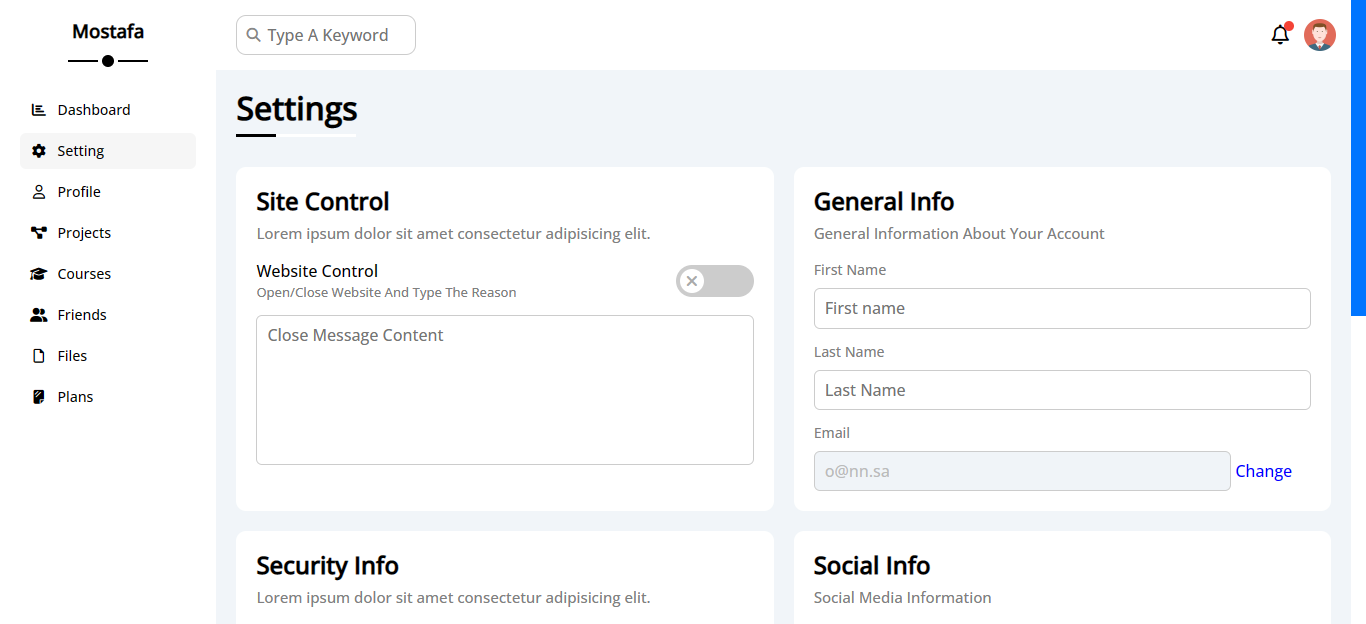 Mostafa
Type A Keyword
Dashboard
Setting
Profile
Projects
Courses
Friends
Files
Plans
Settings
Site Control
Lorem ipsum dolor sit amet consectetur adipisicing elit.
Website Control
Open/Close Website And Type The Reason
Close Message Content
General Info
General Information About Your Account
First Name
First name
Last Name
Last Name
Email
o@nn.sa
Change
Security Info
Lorem ipsum dolor sit amet consectetur adipisicing elit.
Social Info
Social Media Information